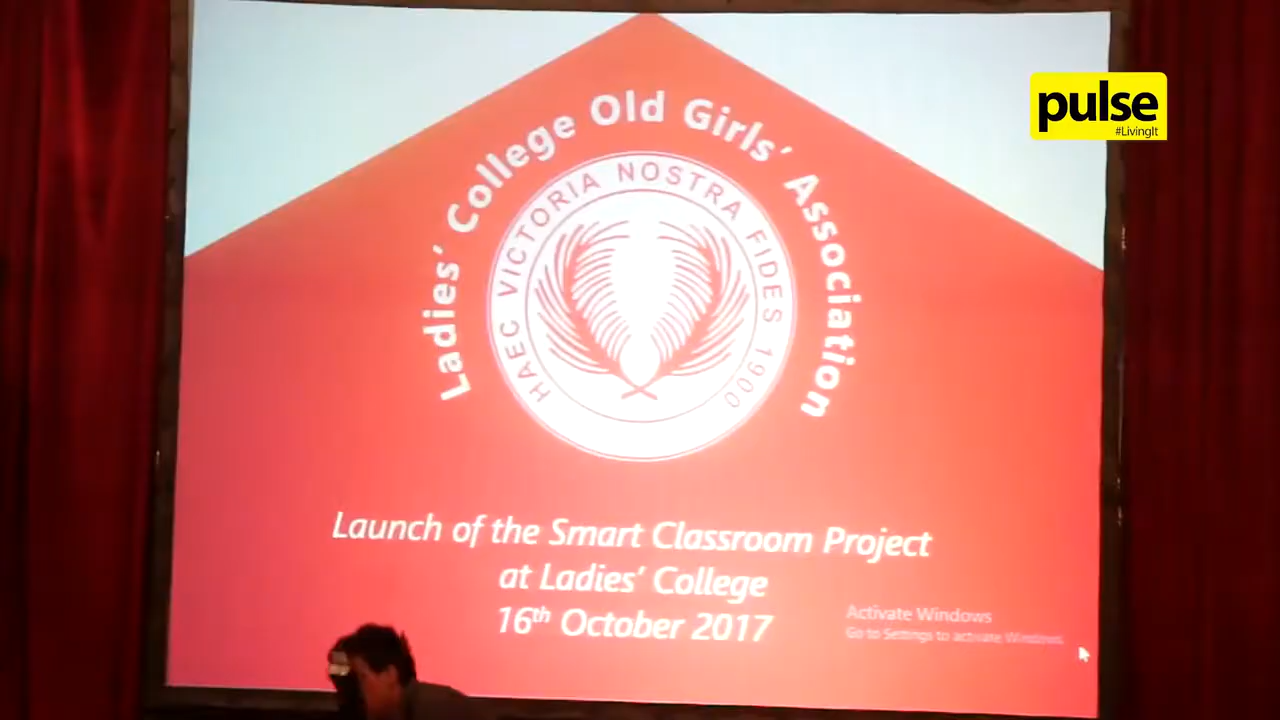 pulse
#LivingIt
Ladies' College Old Girls' Association
HAEC VICTORIA NOSTRA FIDES 1900
Launch of the Smart Classroom Project
at Ladies' College
16th October 2017
Activate Windows
Go to Settings to activate Windows.